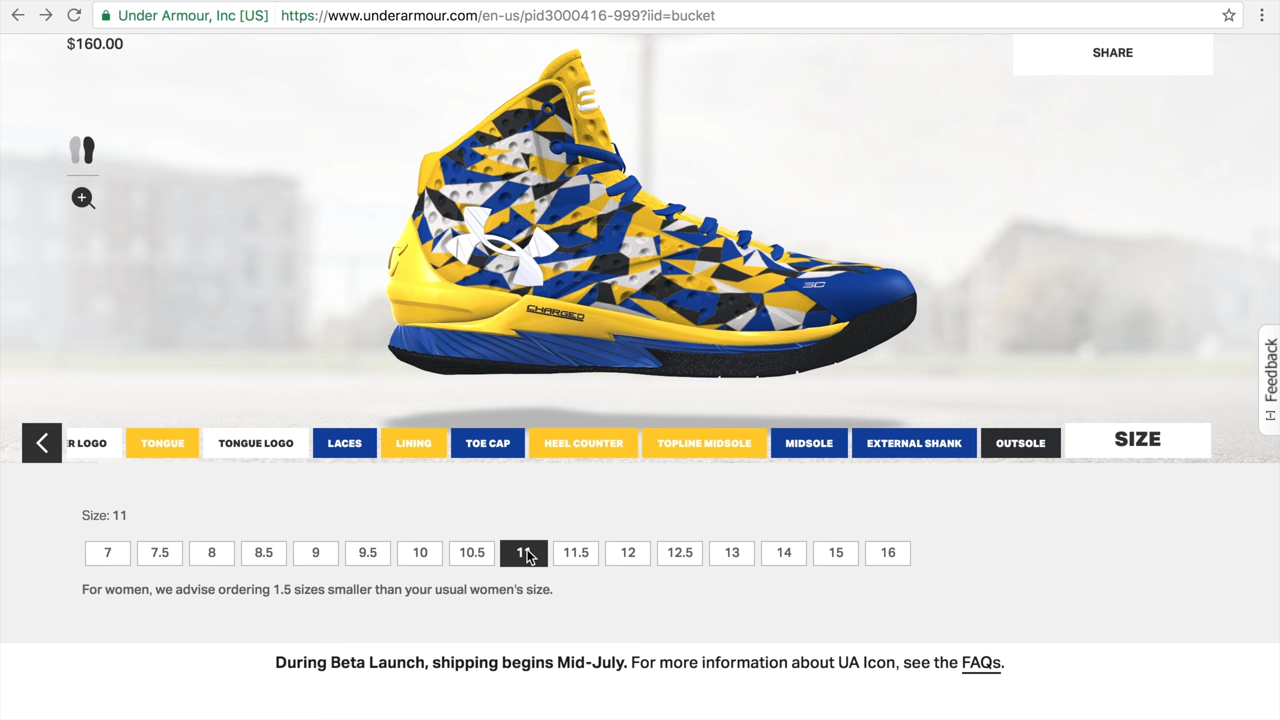 Under Armour, Inc [US]
https://www.underarmour.com/en-us/pid3000416-999?iid=bucket
$160.00
SHARE
CHARGED
SC
Feedback
ER LOGO
TONGUE
TONGUE LOGO
LACES
LINING
TOE CAP
HEEL COUNTER
TOPLINE MIDSOLE
MIDSOLE
EXTERNAL SHANK
OUTSOLE
SIZE
Size: 11
7
7.5
8
8.5
9
9.5
10
10.5
11
11.5
12
12.5
13
14
15
16
For women, we advise ordering 1.5 sizes smaller than your usual women's size.
During Beta Launch, shipping begins Mid-July. For more information about UA Icon, see the FAQs.